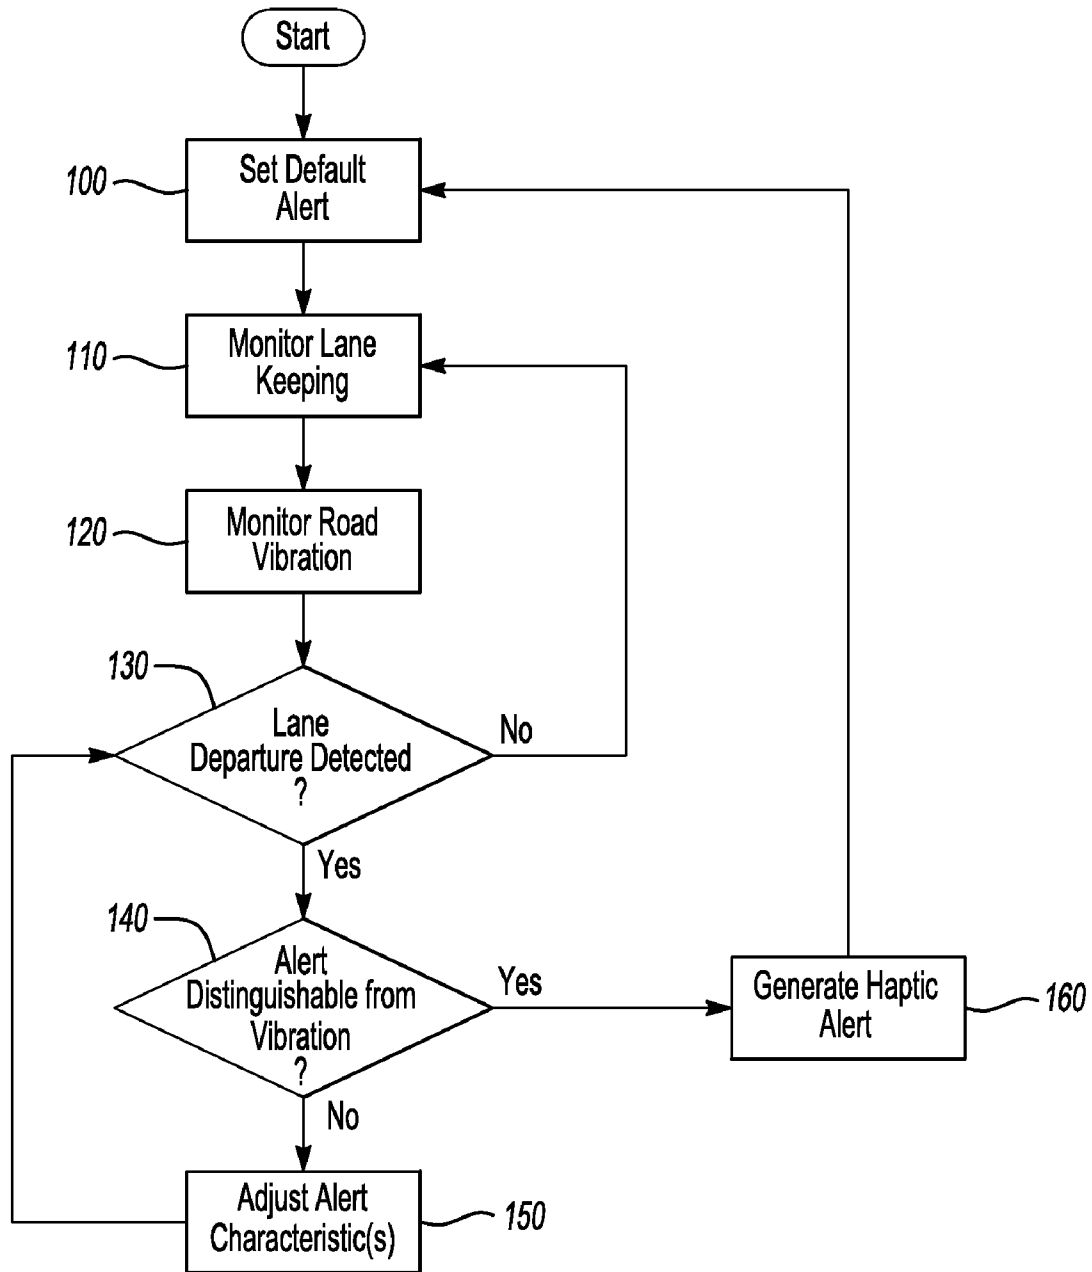 Start
100
Set Default
Alert
110
Monitor Lane
Keeping
120
Monitor Road
Vibration
130
Lane
Departure Detected
?
No
Yes
140
Alert
Distinguishable from
Vibration
?
Yes
Generate Haptic
Alert
160
No
Adjust Alert
Characteristic(s)
150